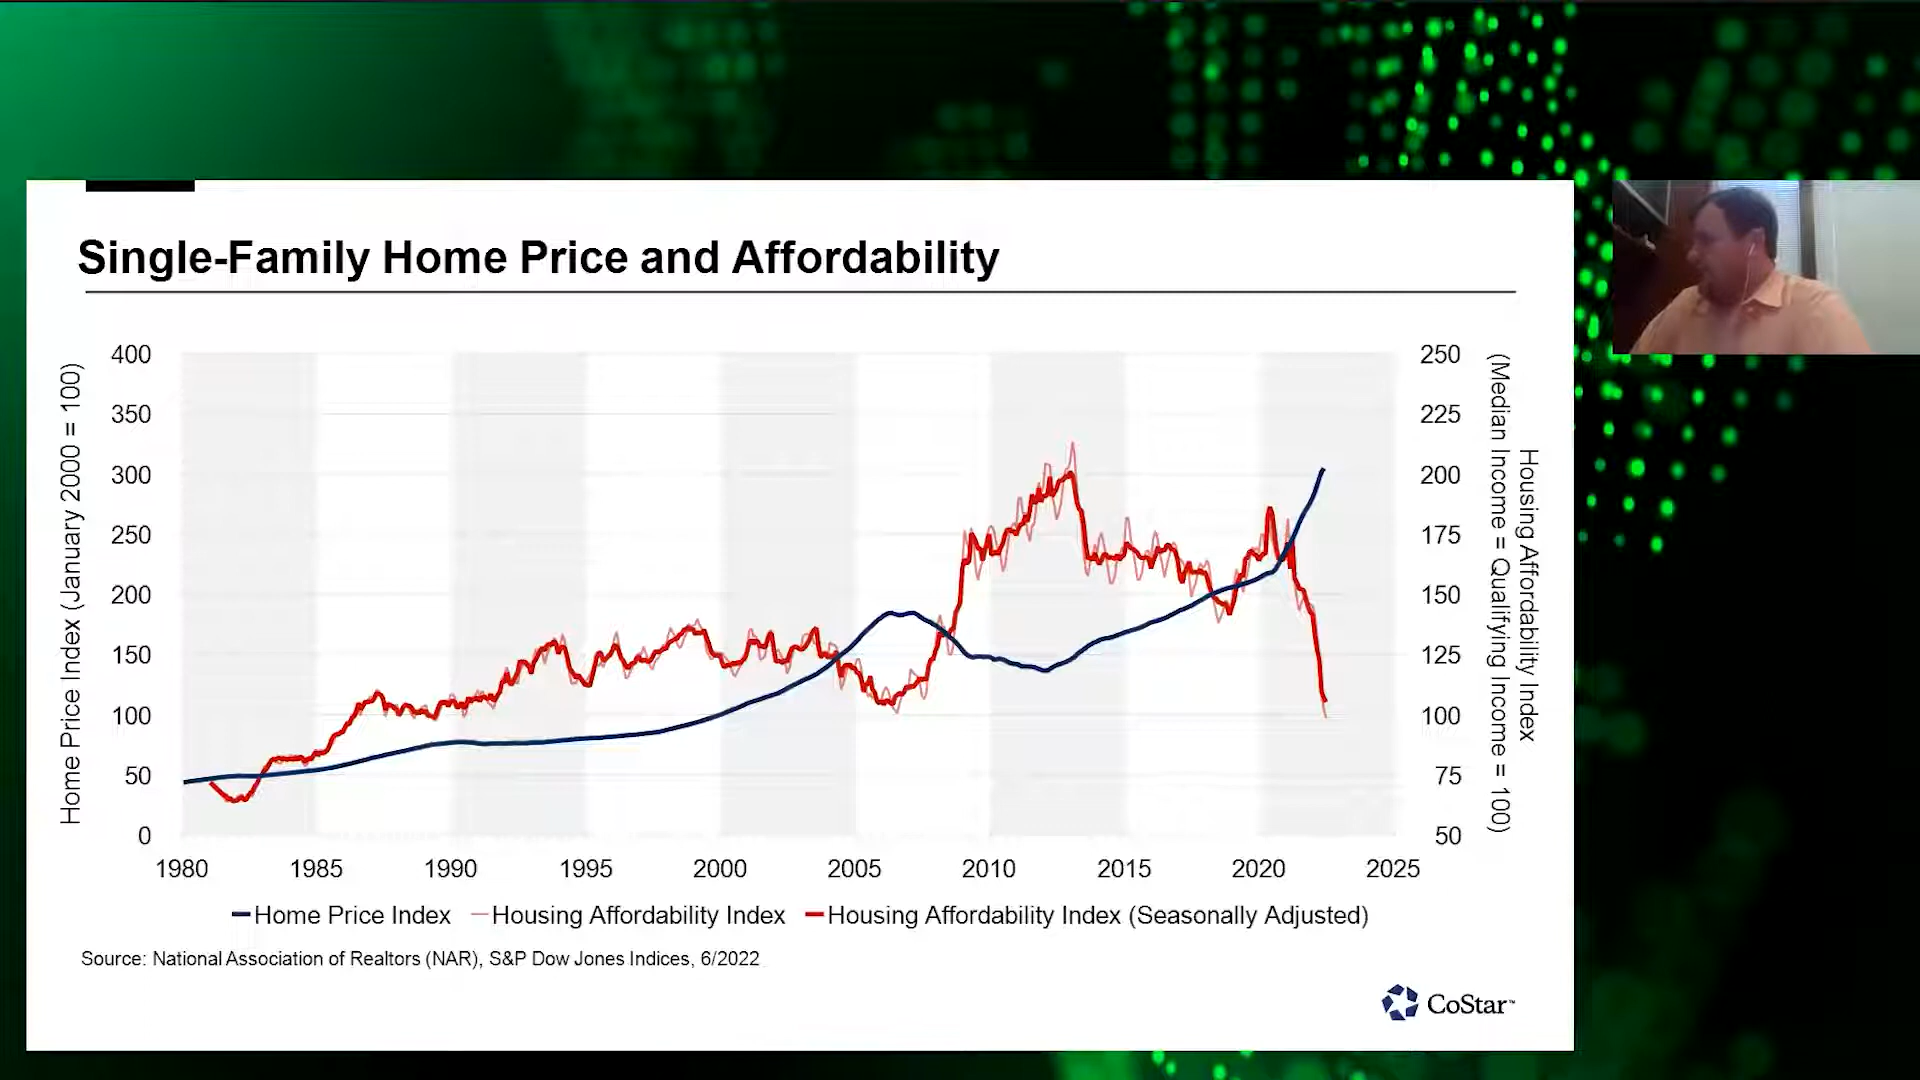 Single-Family Home Price and Affordability
Home Price Index (January 2000 = 100)
400
350
300
250
200
150
100
50
0
250
225
200
175
150
125
100
75
50
Housing Affordability Index
(Median Income = Qualifying Income = 100)
1980 1985 1990 1995 2000 2005 2010 2015 2020 2025
Home Price Index Housing Affordability Index Housing Affordability Index (Seasonally Adjusted)
Source: National Association of Realtors (NAR), S&P Dow Jones Indices, 6/2022
CoStar™